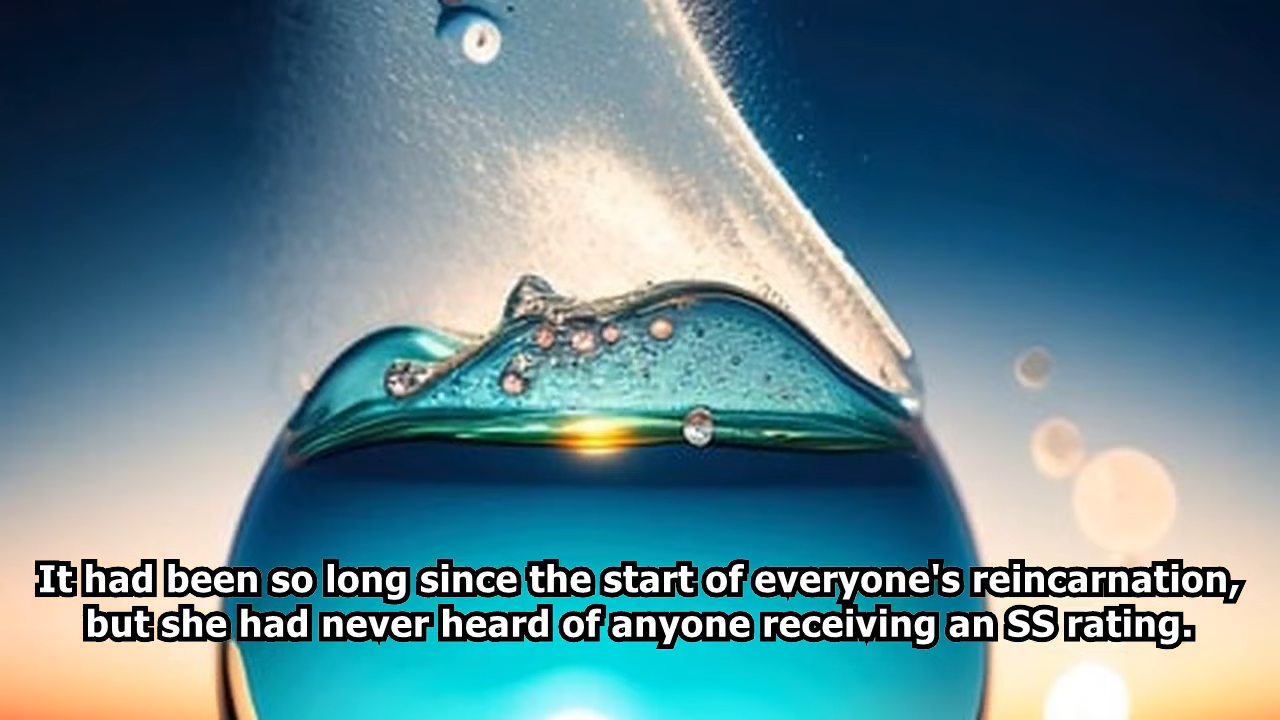 It had been so long since the start of everyone's reincarnation,
but she had never heard of anyone receiving an SS rating.